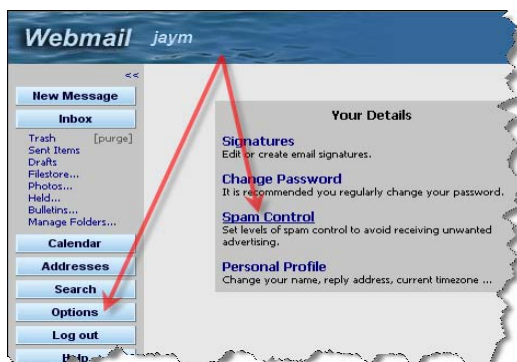 Webmail jaym
<<
New Message
Inbox
Trash [purge]
Sent Items
Drafts
Filestore...
Photos...
Held...
Bulletins...
Manage Folders...
Calendar
Addresses
Search
Options
Log out
Help
Your Details
Signatures
Edit or create email signatures.
Change Password
It is recommended you regularly change your password.
Spam Control
Set levels of spam control to avoid receiving unwanted
advertising.
Personal Profile
Change your name, reply address, current timezone ...